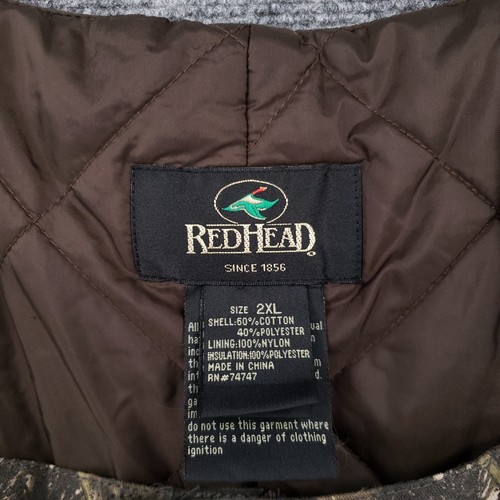 REDHEAD
SINCE 1856
SIZE 2XL
SHELL:60%COTTON
40%POLYESTER
LINING:100%NYLON
INSULATION:100%POLYESTER
MADE IN CHINA
RN#74747
do not use this garment where
there is a danger of clothing
ignition